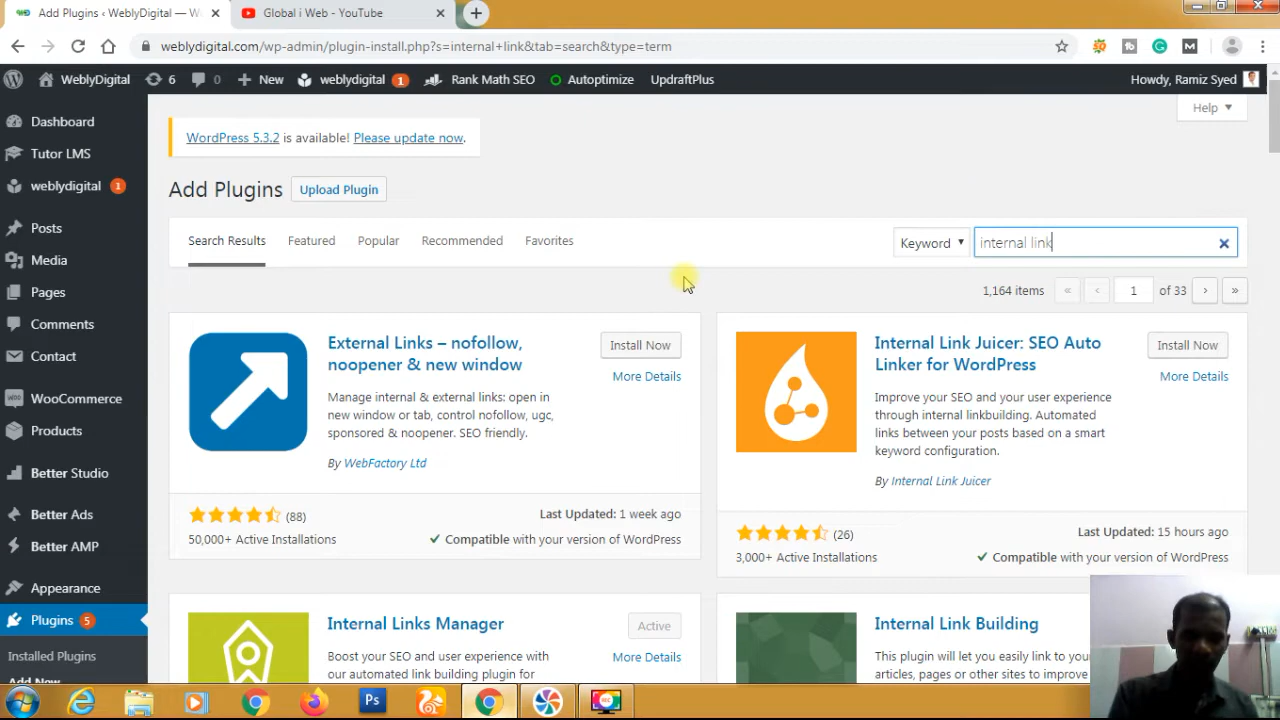 Add Plugins ‹ WeblyDigital — W
Global i Web - YouTube
weblydigital.com/wp-admin/plugin-install.php?s=internal+link&tab=search&type=term
WeblyDigital 6 0 New weblydigital 1 Rank Math SEO Autoptimize UpdraftPlus Howdy, Ramiz Syed
Help
Dashboard
Tutor LMS
weblydigital 1
Posts
Media
Pages
Comments
Contact
WooCommerce
Products
Better Studio
Better Ads
Better AMP
Appearance
Plugins 5
Installed Plugins
Add New
WordPress 5.3.2 is available! Please update now.
Add Plugins Upload Plugin
Search Results Featured Popular Recommended Favorites Keyword internal link
1,164 items « ‹ 1 of 33 › »
External Links – nofollow,
noopener & new window
Install Now
More Details
Manage internal & external links: open in
new window or tab, control nofollow, ugc,
sponsored & noopener. SEO friendly.
By WebFactory Ltd
(88)
Last Updated: 1 week ago
50,000+ Active Installations
Compatible with your version of WordPress
Internal Link Juicer: SEO Auto
Linker for WordPress
Install Now
More Details
Improve your SEO and your user experience
through internal linkbuilding. Automated
links between your posts based on a smart
keyword configuration.
By Internal Link Juicer
(26)
Last Updated: 15 hours ago
3,000+ Active Installations
Compatible with your version of WordPress
Internal Links Manager
Active
More Details
Boost your SEO and user experience with
our automated link building plugin for
Internal Link Building
This plugin will let you easily link to
articles, pages or other sites to improve
Ps